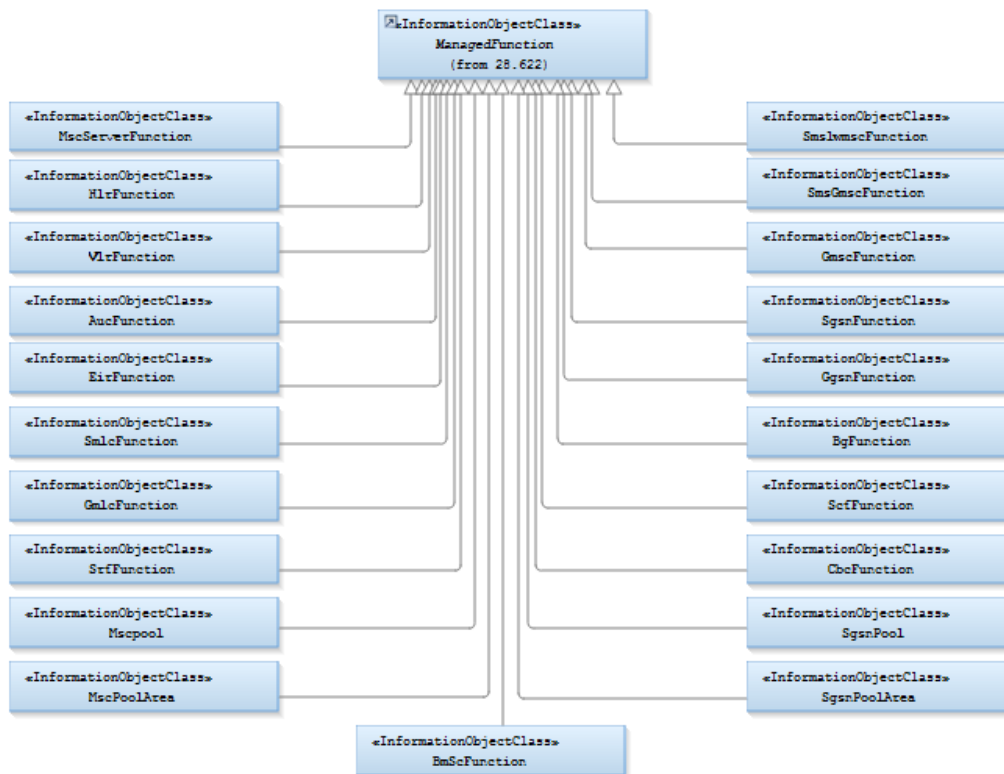 «InformationObjectClass»
ManagedFunction
(from 28.622)
«InformationObjectClass»
MscServerFunction
«InformationObjectClass»
HlrFunction
«InformationObjectClass»
VlrFunction
«InformationObjectClass»
AucFunction
«InformationObjectClass»
EirFunction
«InformationObjectClass»
SmlcFunction
«InformationObjectClass»
GmlcFunction
«InformationObjectClass»
SrfFunction
«InformationObjectClass»
Mscpool
«InformationObjectClass»
MscPoolArea
«InformationObjectClass»
SmsIwmscFunction
«InformationObjectClass»
SmsGmscFunction
«InformationObjectClass»
GmscFunction
«InformationObjectClass»
SgsnFunction
«InformationObjectClass»
GgsnFunction
«InformationObjectClass»
BgFunction
«InformationObjectClass»
ScfFunction
«InformationObjectClass»
CbcFunction
«InformationObjectClass»
SgsnPool
«InformationObjectClass»
SgsnPoolArea
«InformationObjectClass»
BmScFunction